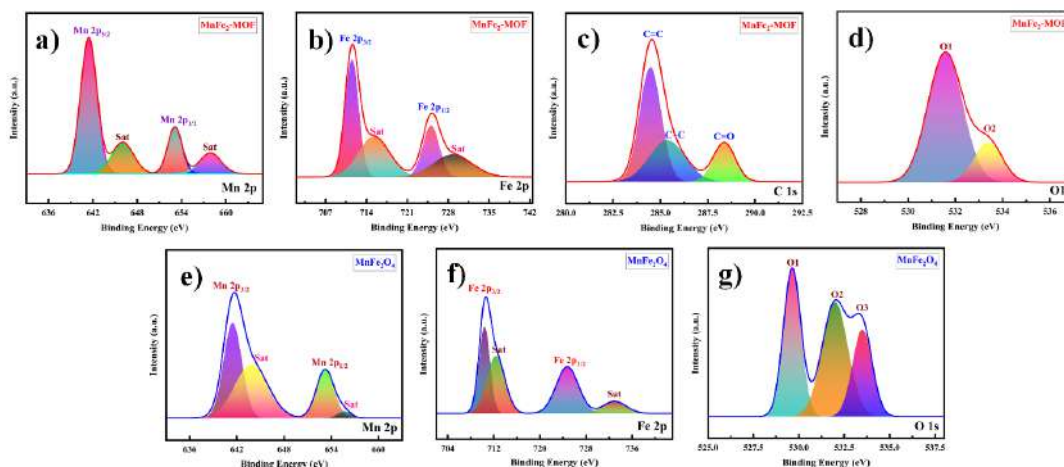 a)
MnFe₂-MOF
Mn 2p₃/₂
Sat
Mn 2p₁/₂
Sat
Mn 2p
Intensity (a.u.)
636 642 648 654 660
Binding Energy (eV)
b)
MnFe₂-MOF
Fe 2p₃/₂
Sat
Fe 2p₁/₂
Sat
Fe 2p
Intensity (a.u.)
707 714 721 728 735 742
Binding Energy (eV)
c)
MnFe₂-MOF
C=C
C-C
C=O
C 1s
Intensity (a.u.)
280.0 282.5 285.0 287.5 290.0 292.5
Binding Energy (eV)
d)
MnFe₂-MOF
O1
O2
O1
Intensity (a.u.)
528 530 532 534 536
Binding Energy (eV)
e)
MnFe₂O₄
Mn 2p₃/₂
Sat
Mn 2p₁/₂
Sat
Mn 2p
Intensity (a.u.)
636 642 648 654 660
Binding Energy (eV)
f)
MnFe₂O₄
Fe 2p₃/₂
Sat
Fe 2p₁/₂
Sat
Fe 2p
Intensity (a.u.)
704 712 720 728 736
Binding Energy (eV)
g)
MnFe₂O₄
O1
O2
O3
O 1s
Intensity (a.u.)
525.0 527.5 530.0 532.5 535.0 537.5
Binding Energy (eV)